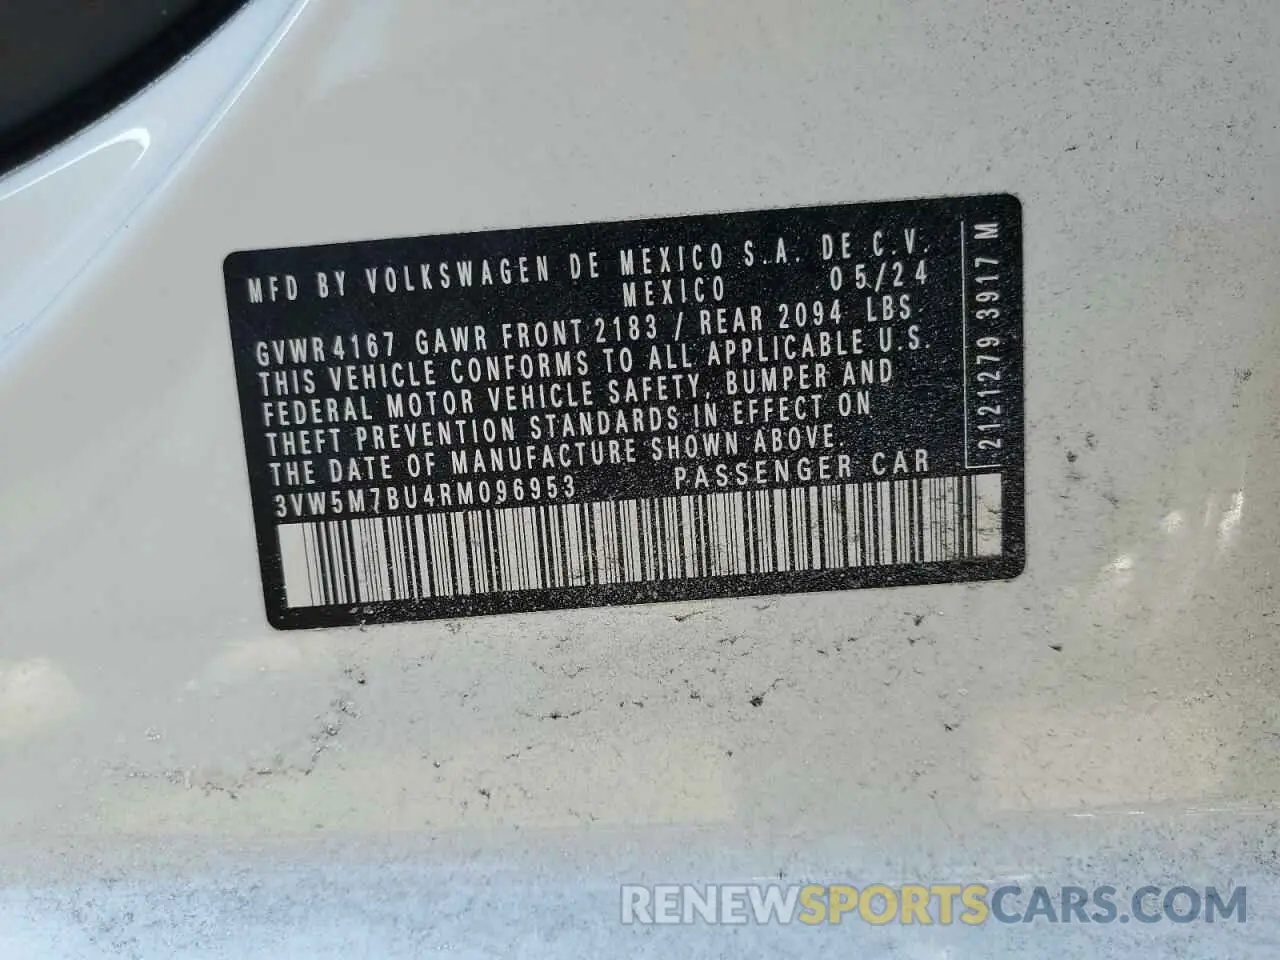 MFD BY VOLKSWAGEN DE MEXICO S.A. DE C.V.
MEXICO 05/24
GVWR 4167 GAWR FRONT 2183 / REAR 2094 LBS.
THIS VEHICLE CONFORMS TO ALL APPLICABLE U.S.
FEDERAL MOTOR VEHICLE SAFETY, BUMPER AND
THEFT PREVENTION STANDARDS IN EFFECT ON
THE DATE OF MANUFACTURE SHOWN ABOVE.
3VW5M7BU4RM096953 PASSENGER CAR
2121279 3917 M
RENEWSPORTSCARS.COM